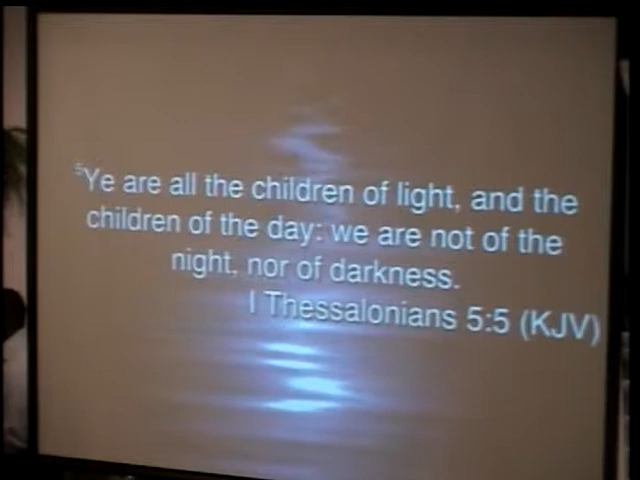 ⁵Ye are all the children of light, and the
children of the day: we are not of the
night, nor of darkness.
I Thessalonians 5:5 (KJV)